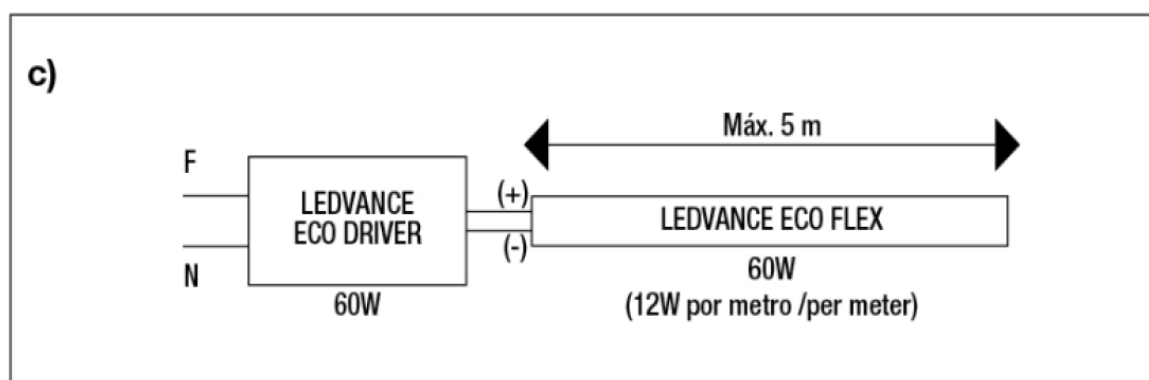 c)
Máx. 5 m
F
LEDVANCE
ECO DRIVER
(+)
(-)
LEDVANCE ECO FLEX
N
60W
60W
(12W por metro /per meter)